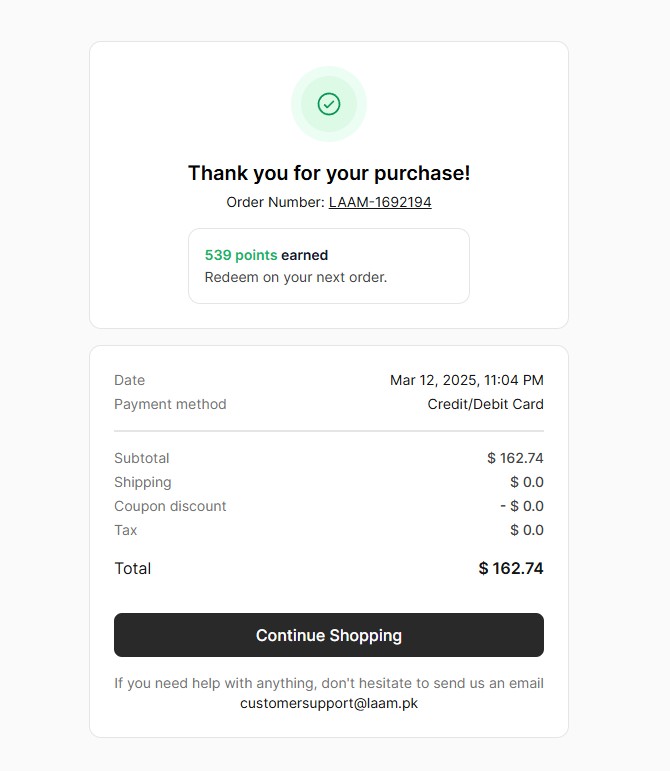 Thank you for your purchase!
Order Number: LAAM-1692194
539 points earned
Redeem on your next order.
Date Mar 12, 2025, 11:04 PM
Payment method Credit/Debit Card
Subtotal $ 162.74
Shipping $ 0.0
Coupon discount - $ 0.0
Tax $ 0.0
Total $ 162.74
Continue Shopping
If you need help with anything, don't hesitate to send us an email
customersupport@laam.pk